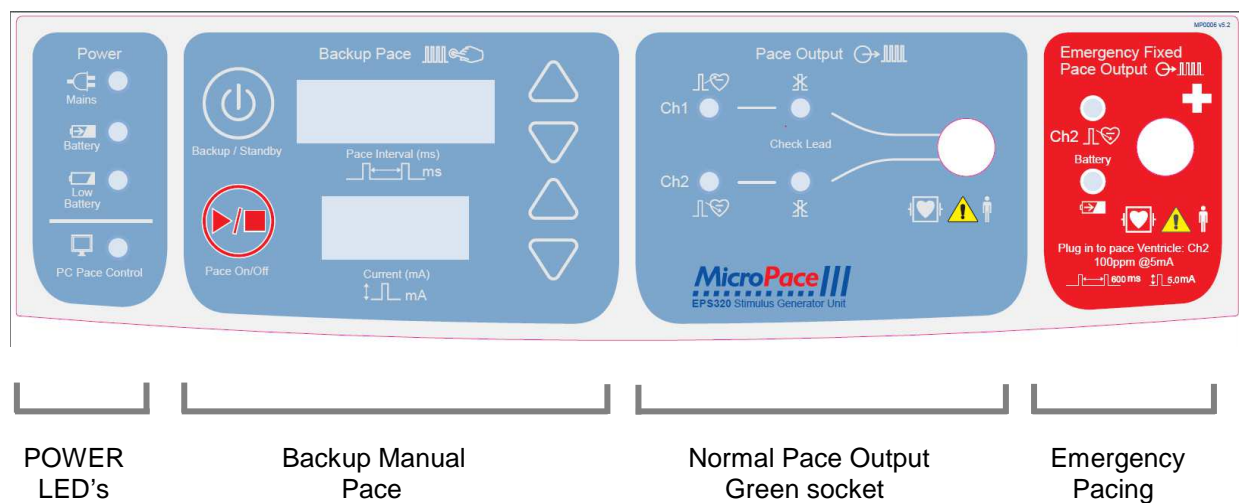 MP0006 v5.2
Power
Mains
Battery
Low
Battery
PC Pace Control
Backup Pace
Backup / Standby
Pace Interval (ms)
ms
Pace On/Off
Current (mA)
mA
Pace Output
Ch1
Check Lead
Ch2
MicroPace III
EPS320 Stimulus Generator Unit
Emergency Fixed
Pace Output
Ch2
Battery
Plug in to pace Ventricle: Ch2
100ppm @5mA
600 ms 5.0mA
POWER
LED's
Backup Manual
Pace
Normal Pace Output
Green socket
Emergency
Pacing